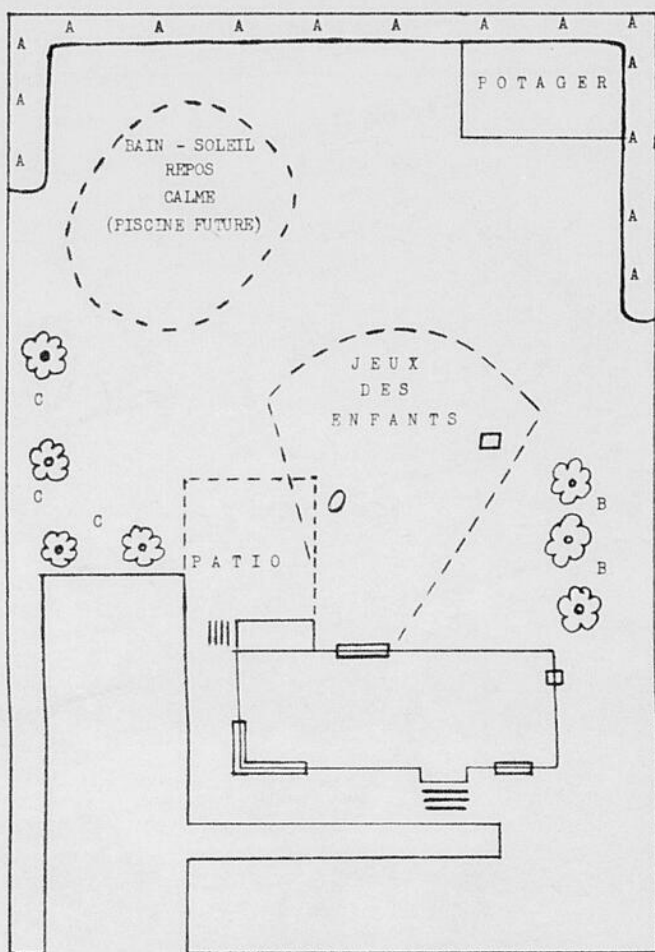 A A A A A A A A
A A
A A
A A
A
A
POTAGER
BAIN - SOLEIL
REPOS
CALME
(PISCINE FUTURE)
JEUX
DES
ENFANTS
C
C
C
B
B
PATIO